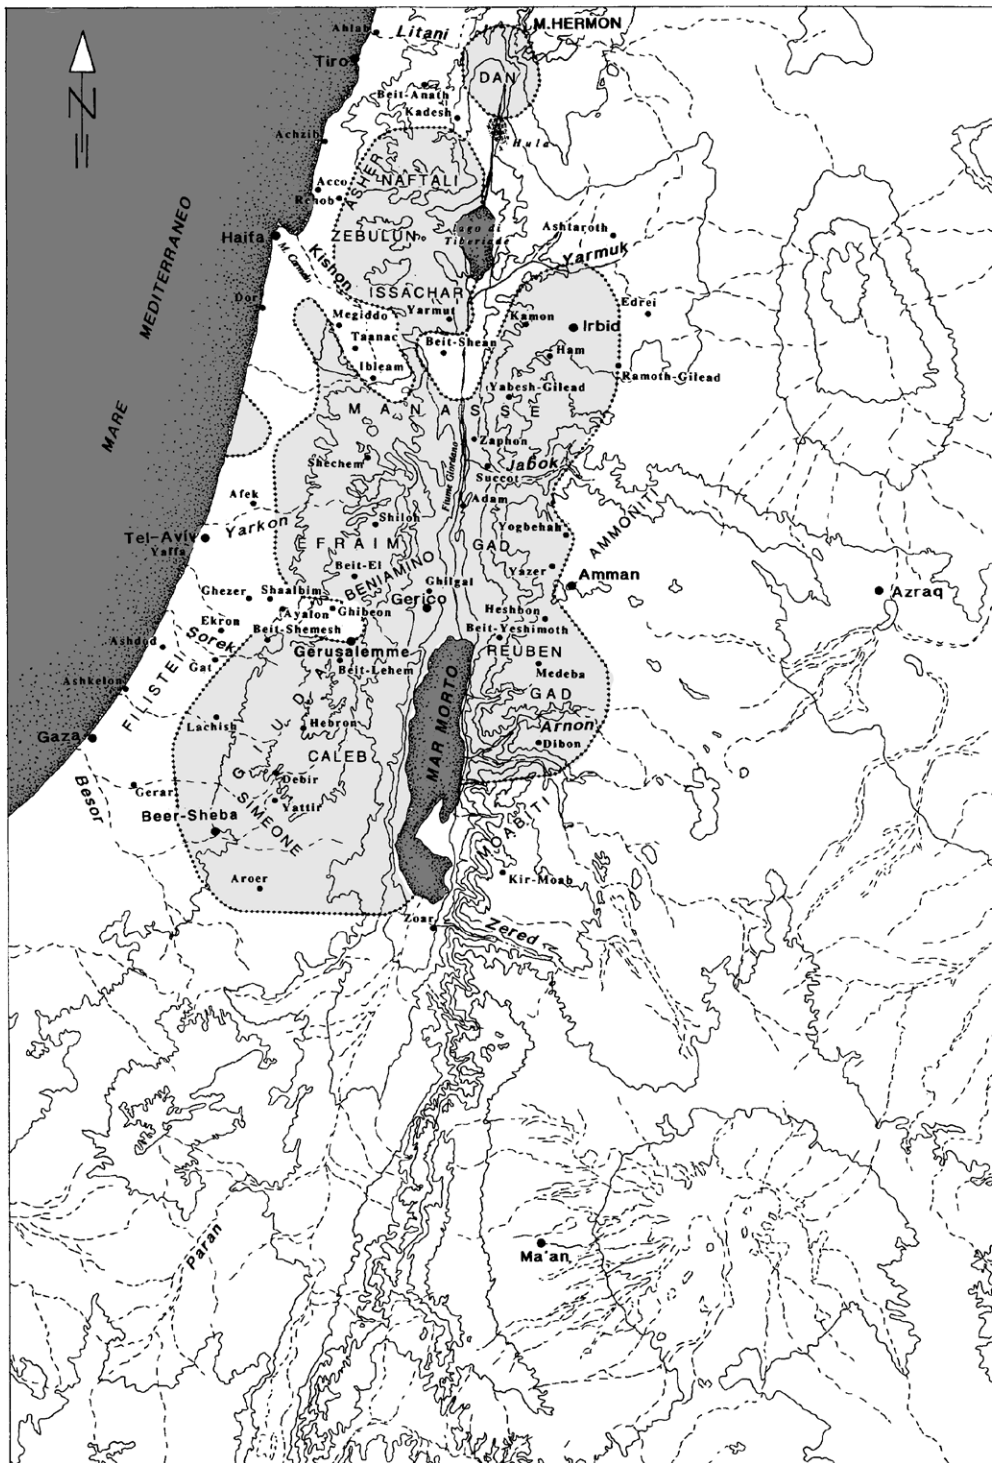 M.HERMON
Ahlab
Litani
Tiro
DAN
Beit-Anath
Kadesh
Hula
Achzib
ASHER
NAFTALI
Acco
Rehob
Lago di
Tiberiade
Ashtaroth
ZEBULUN
Haifa
M. Carmelo
Kishon
Yarmuk
MARE MEDITERRANEO
ISSACHAR
Dor
Yarmut
Edrei
Megiddo
Kamon
Irbid
Taanac
Beit-Shean
Ham
Ibleam
Ramoth-Gilead
Yabesh-Gilead
MANASSE
Zaphon
Fiume Giordano
Shechem
Jabok
Succot
Afek
Adam
Yarkon
Shiloh
Yogbehah
AMMONITI
Tel-Aviv
Yaffa
EFRAIM
GAD
Beit-El
BENIAMINO
Yazer
Amman
Ghilgal
Azraq
Ghezer
Shaalbim
Gerico
Ayalon
Ghibeon
Heshbon
Ekron
Beit-Shemesh
Beit-Yeshimoth
Ashdod
Sorek
Gerusalemme
REUBEN
Gat
Beit-Lehem
Medeba
Ashkelon
FILISTEI
GAD
MAR MORTO
Lachish
GIUDA
Hebron
Arnon
Gaza
Dibon
CALEB
Debir
Gerar
Besor
Yattir
SIMEONE
Beer-Sheba
MOABITI
Aroer
Kir-Moab
Zoar
Zered
Paran
Ma'an